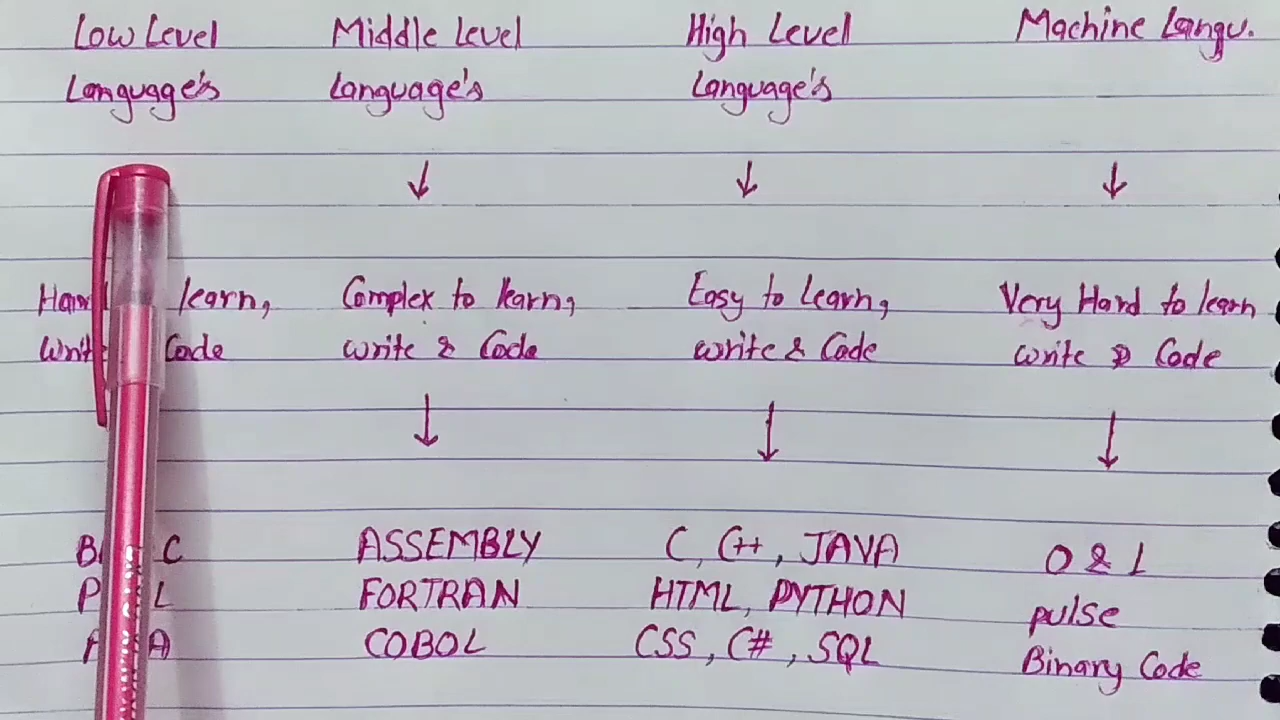 Low Level
Language's
Middle Level
Language's
High Level
Language's
Machine Langu.
learn,
Code
Complex to learn,
write & Code
Easy to Learn,
write & Code
Very Hard to learn
write & Code
ASSEMBLY
FORTRAN
COBOL
C, C++, JAVA
HTML, PYTHON
CSS, C#, SQL
0 & 1
pulse
Binary Code